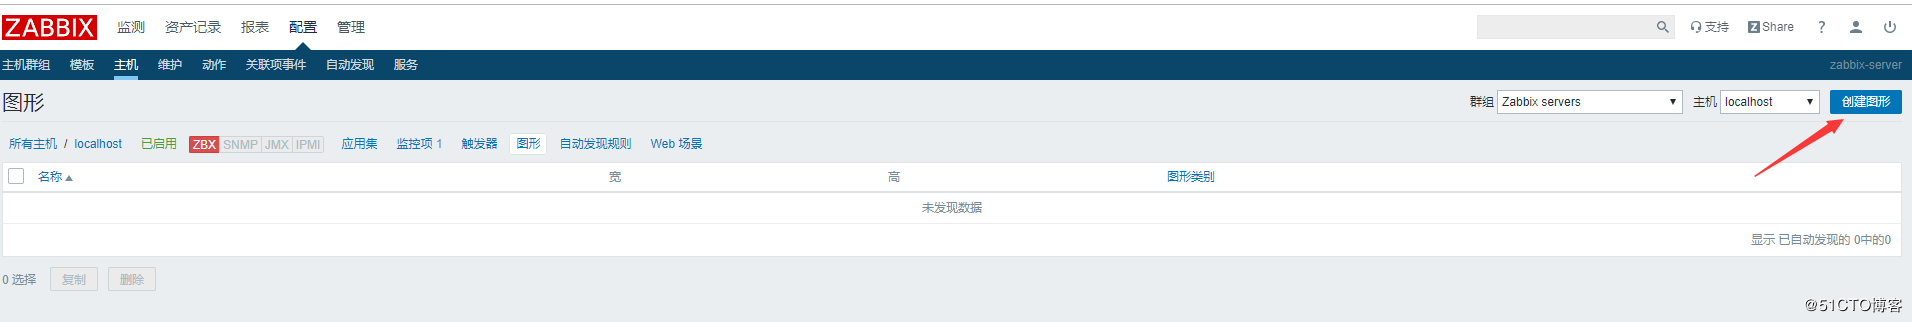 ZABBIX 监测 资产记录 报表 配置 管理 支持 Z Share ?
主机群组 模板 主机 维护 动作 关联项事件 自动发现 服务 zabbix-server
图形 群组 Zabbix servers 主机 localhost 创建图形
所有主机 / localhost 已启用 ZBX SNMP JMX IPMI 应用集 监控项 1 触发器 图形 自动发现规则 Web 场景
名称 宽 高 图形类别
未发现数据
显示 已自动发现的 0中的0
0 选择 复制 删除
@51CTO博客